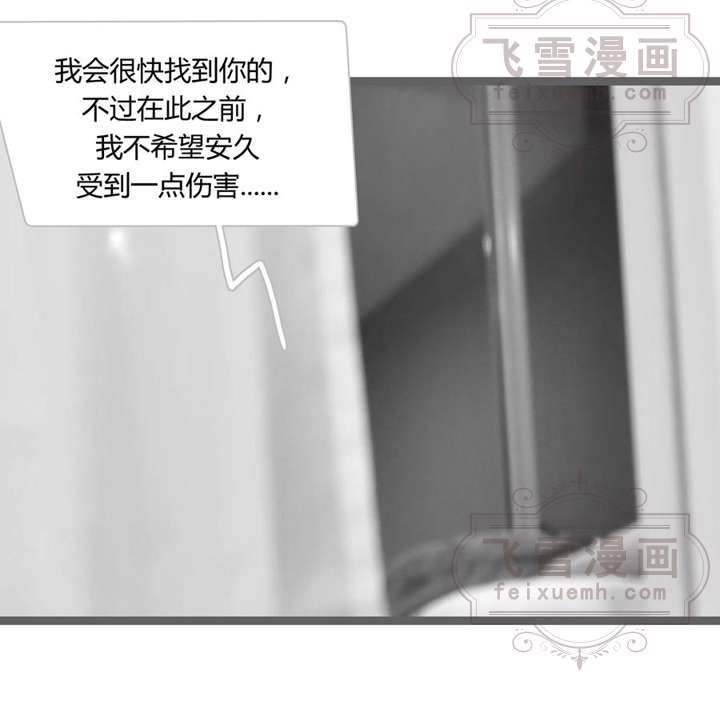 飞雪漫画
feixuemh.com
我会很快找到你的，
不过在此之前，
我不希望安久
受到一点伤害……
飞雪漫画
feixuemh.com